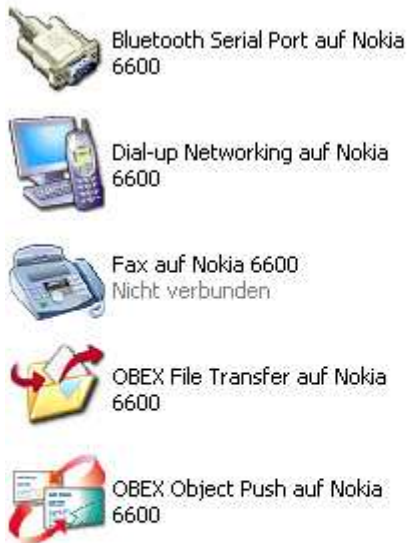 Bluetooth Serial Port auf Nokia
6600
Dial-up Networking auf Nokia
6600
Fax auf Nokia 6600
Nicht verbunden
OBEX File Transfer auf Nokia
6600
OBEX Object Push auf Nokia
6600